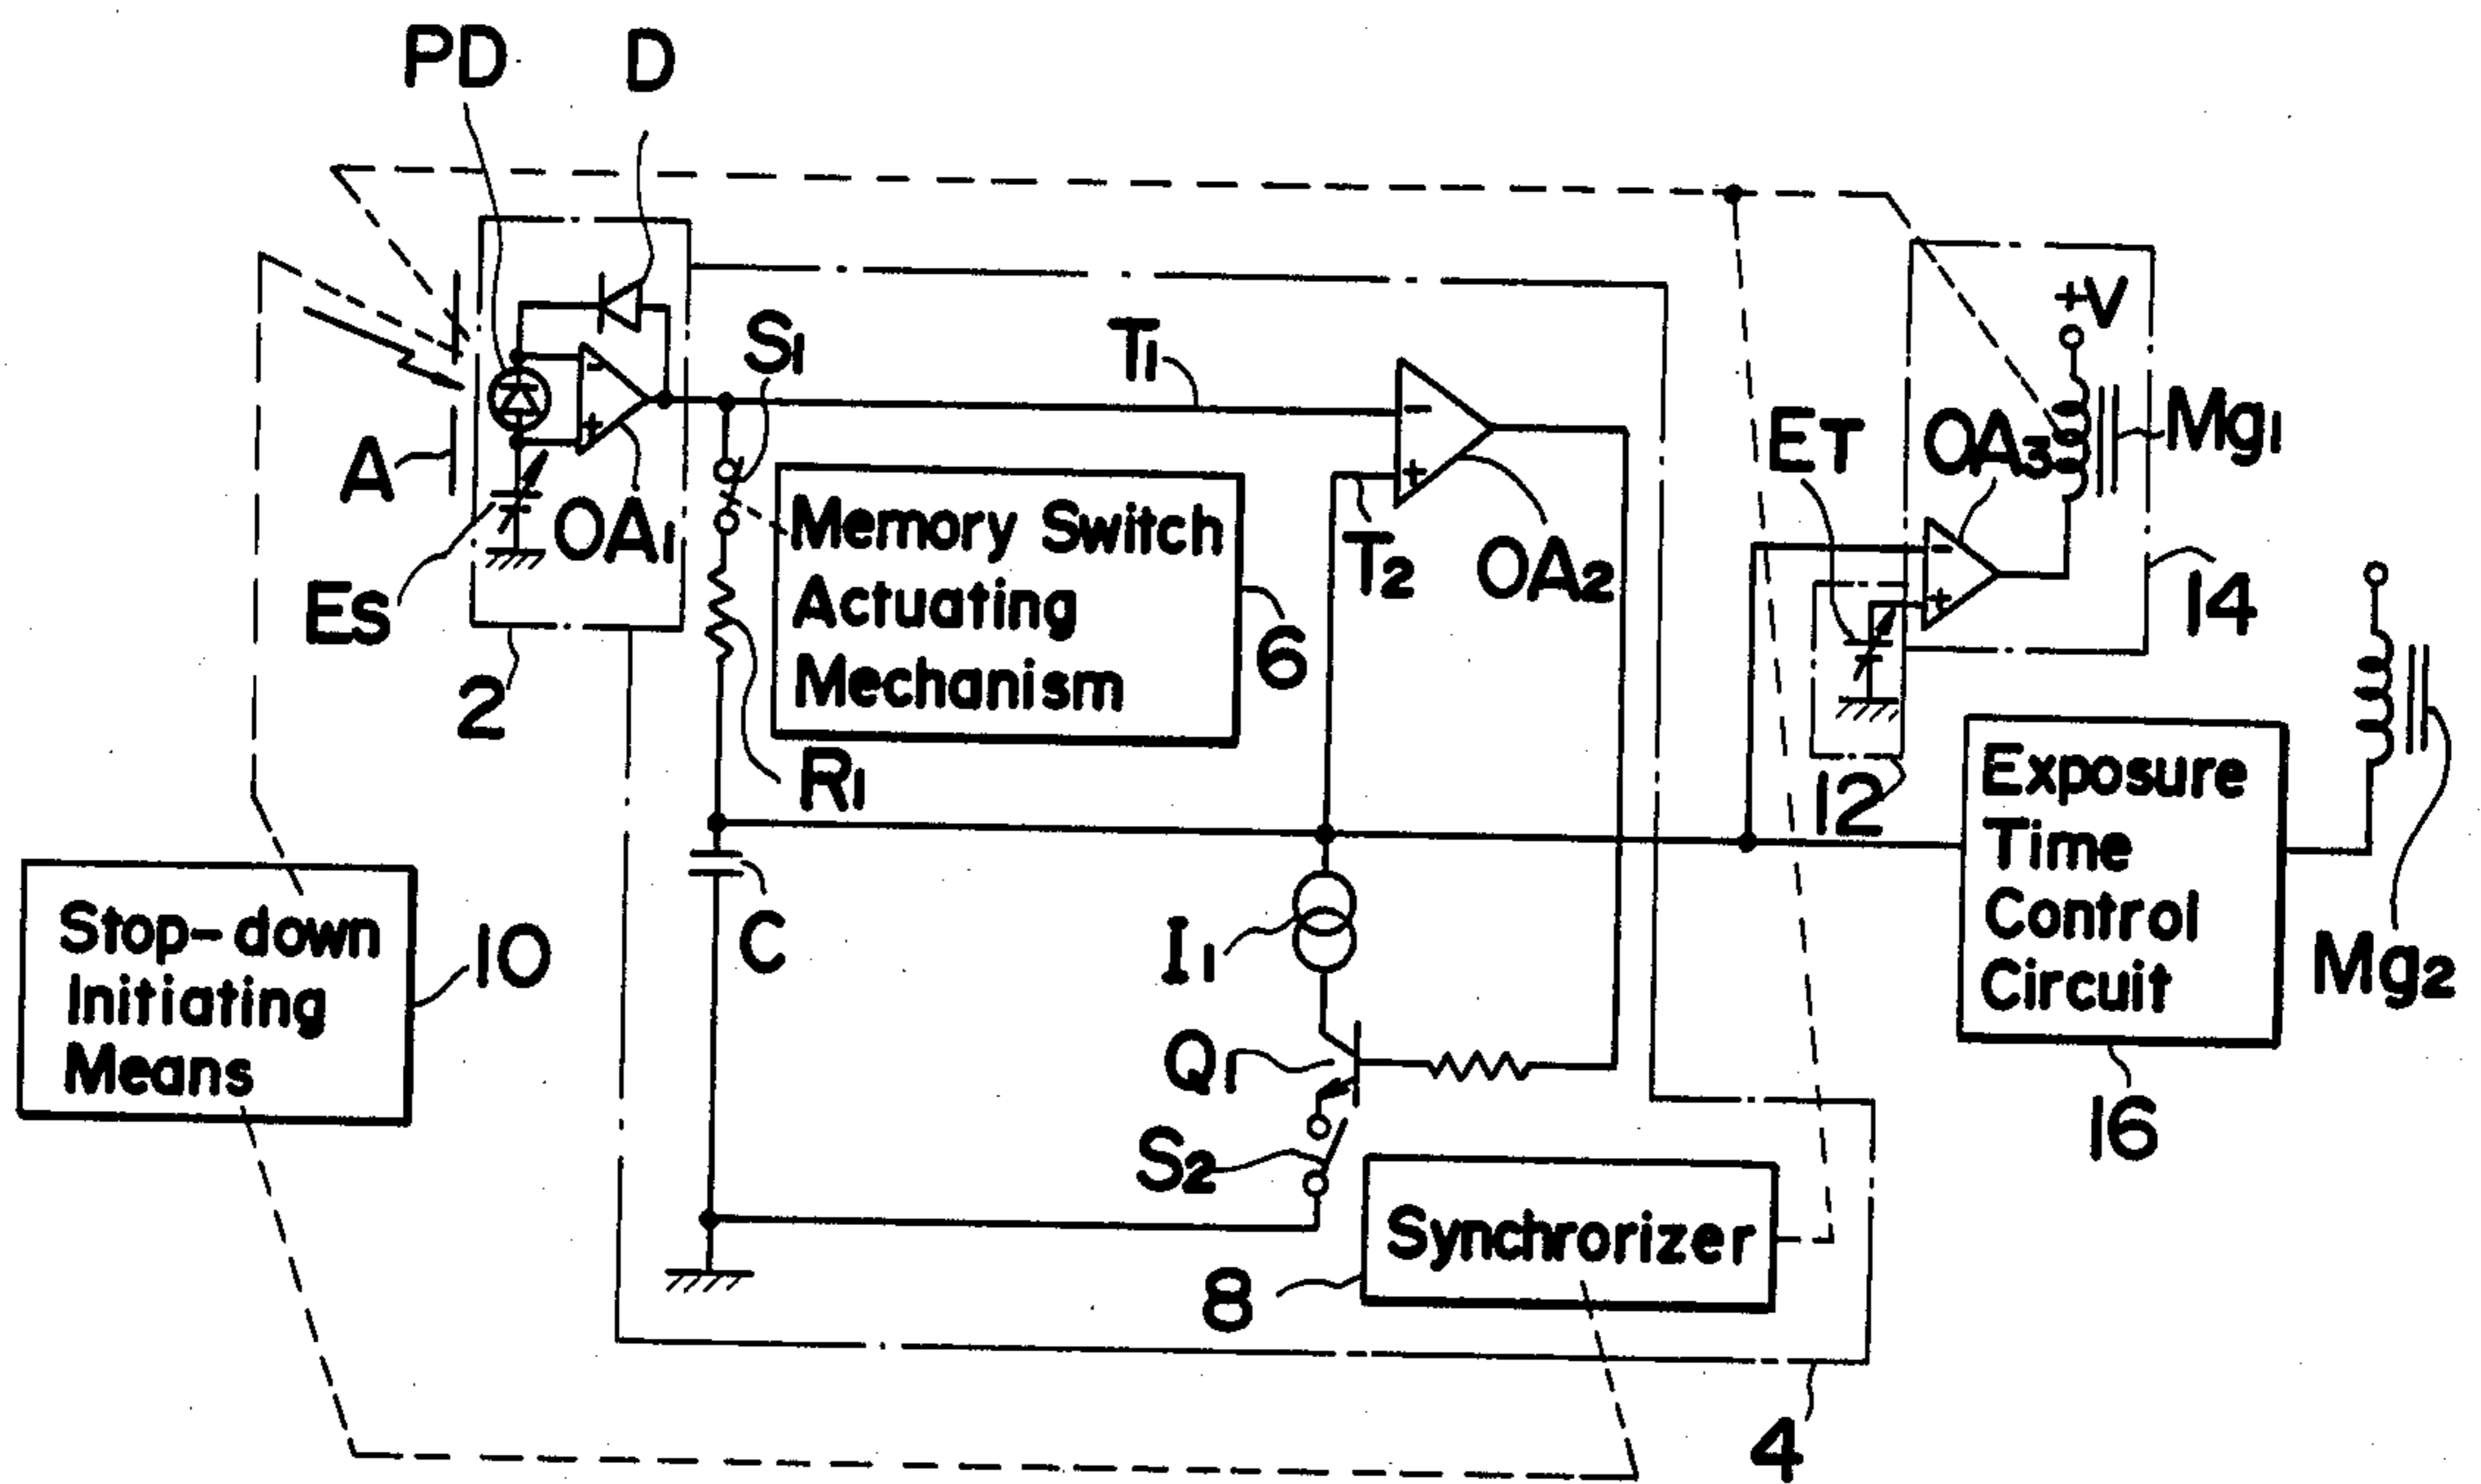 PD
D
S1
T1
+V
ET
OA3
Mg1
A
OA1
Es
2
Memory Switch
Actuating
Mechanism
6
T2
OA2
14
R1
12
Exposure
Time
Control
Circuit
16
Mg2
Stop-down
Initiating
Means
10
C
I1
Q1
S2
Synchrorizer
8
4